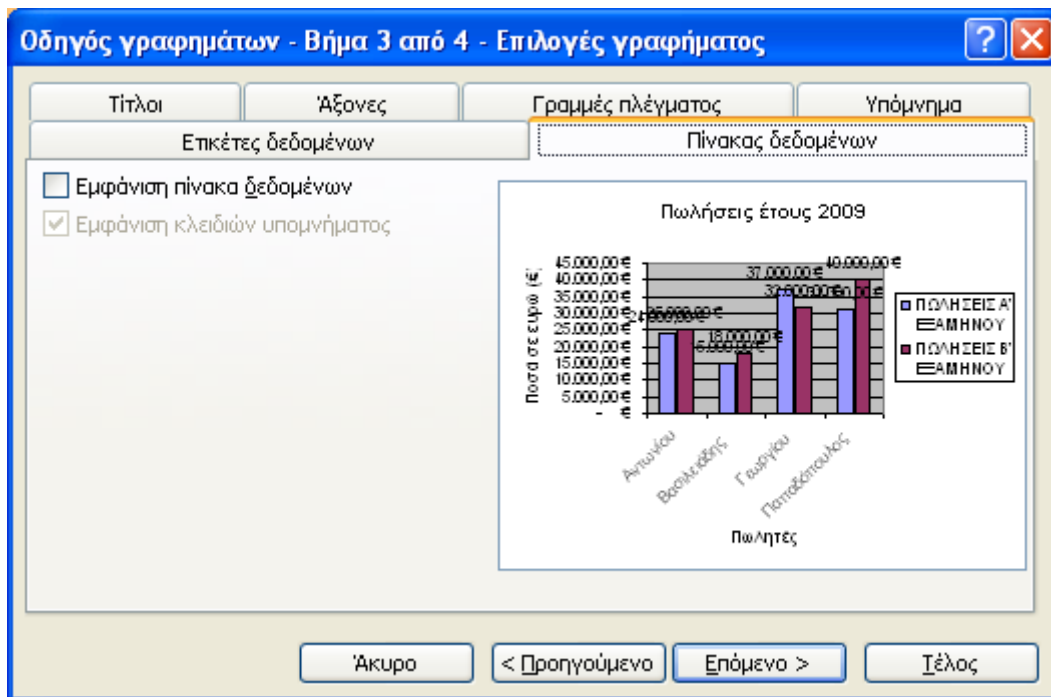 Οδηγός γραφημάτων - Βήμα 3 από 4 - Επιλογές γραφήματος
Τίτλοι Άξονες Γραμμές πλέγματος Υπόμνημα
Ετικέτες δεδομένων Πίνακας δεδομένων
Εμφάνιση πίνακα δεδομένων
Εμφάνιση κλειδιών υπομνήματος
Πωλήσεις έτους 2009
Ποσα σε ευρώ (€)
45.000,00 €
40.000,00 €
35.000,00 €
30.000,00 €
25.000,00 €
20.000,00 €
15.000,00 €
10.000,00 €
5.000,00 €
- €
37.000,00 € 40.000,00 €
18.000,00 €
ΠΩΛΗΣΕΙΣ Α'
ΕΞΑΜΗΝΟΥ
ΠΩΛΗΣΕΙΣ Β'
ΕΞΑΜΗΝΟΥ
Αντωνίου
Βασιλειάδης
Γεωργίου
Παπαδόπουλος
Πωλητές
Άκυρο < Προηγούμενο Επόμενο > Τέλος